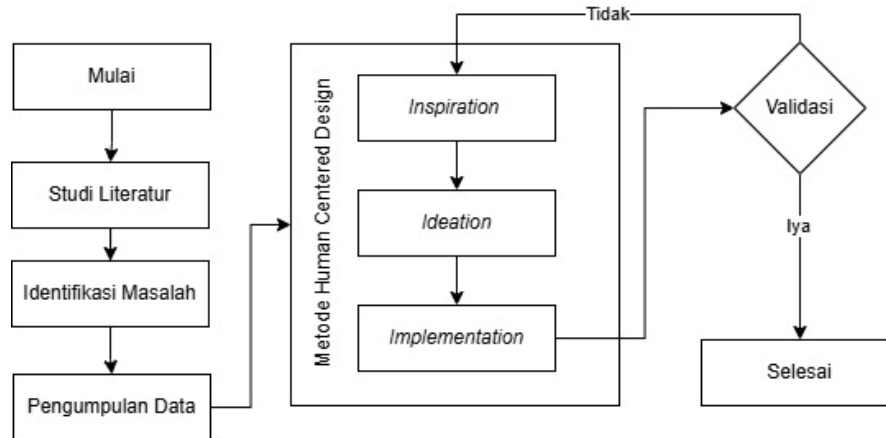 Mulai
Studi Literatur
Identifikasi Masalah
Pengumpulan Data
Metode Human Centered Design
Inspiration
Ideation
Implementation
Tidak
Validasi
Iya
Selesai